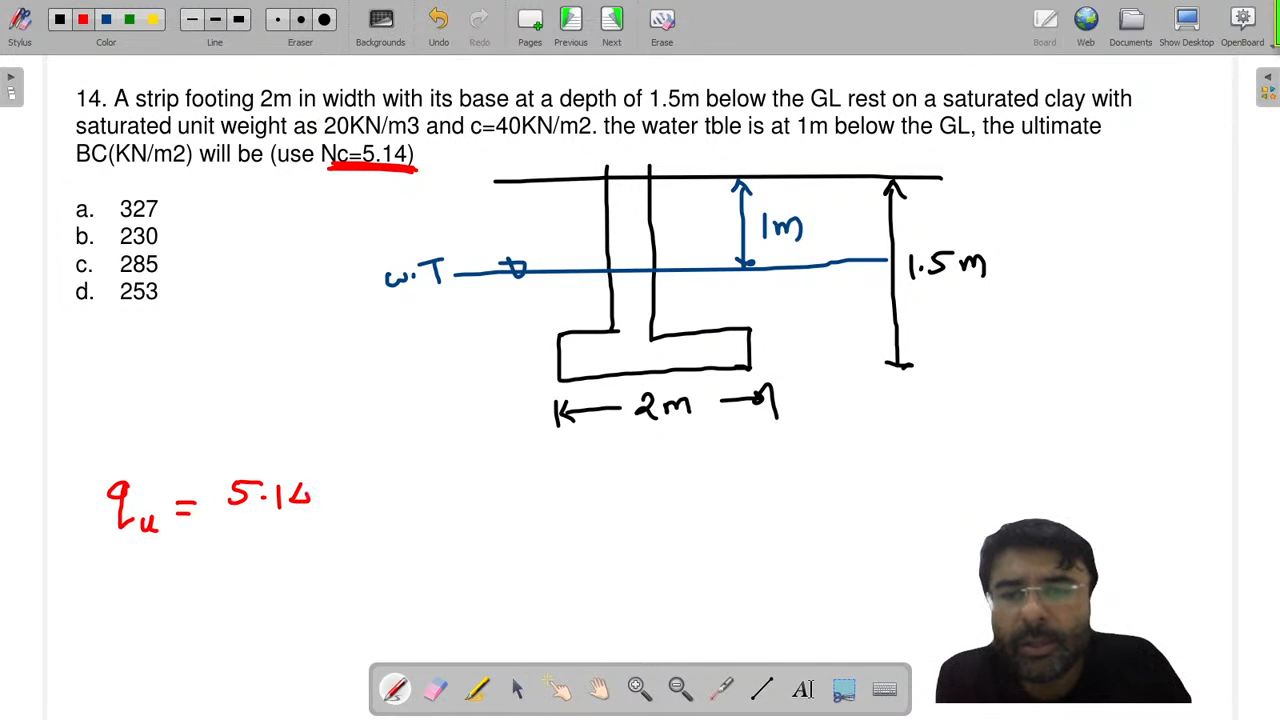 Stylus
Color
Line
Eraser
Backgrounds
Undo
Redo
Pages
Previous
Next
Erase
Board
Web
Documents
Show Desktop
OpenBoard
14. A strip footing 2m in width with its base at a depth of 1.5m below the GL rest on a saturated clay with
saturated unit weight as 20KN/m3 and c=40KN/m2. the water tble is at 1m below the GL, the ultimate
BC(KN/m2) will be (use Nc=5.14)
a. 327
b. 230
c. 285
d. 253
1m
w.T
1.5m
2m
qu = 5.14
AI